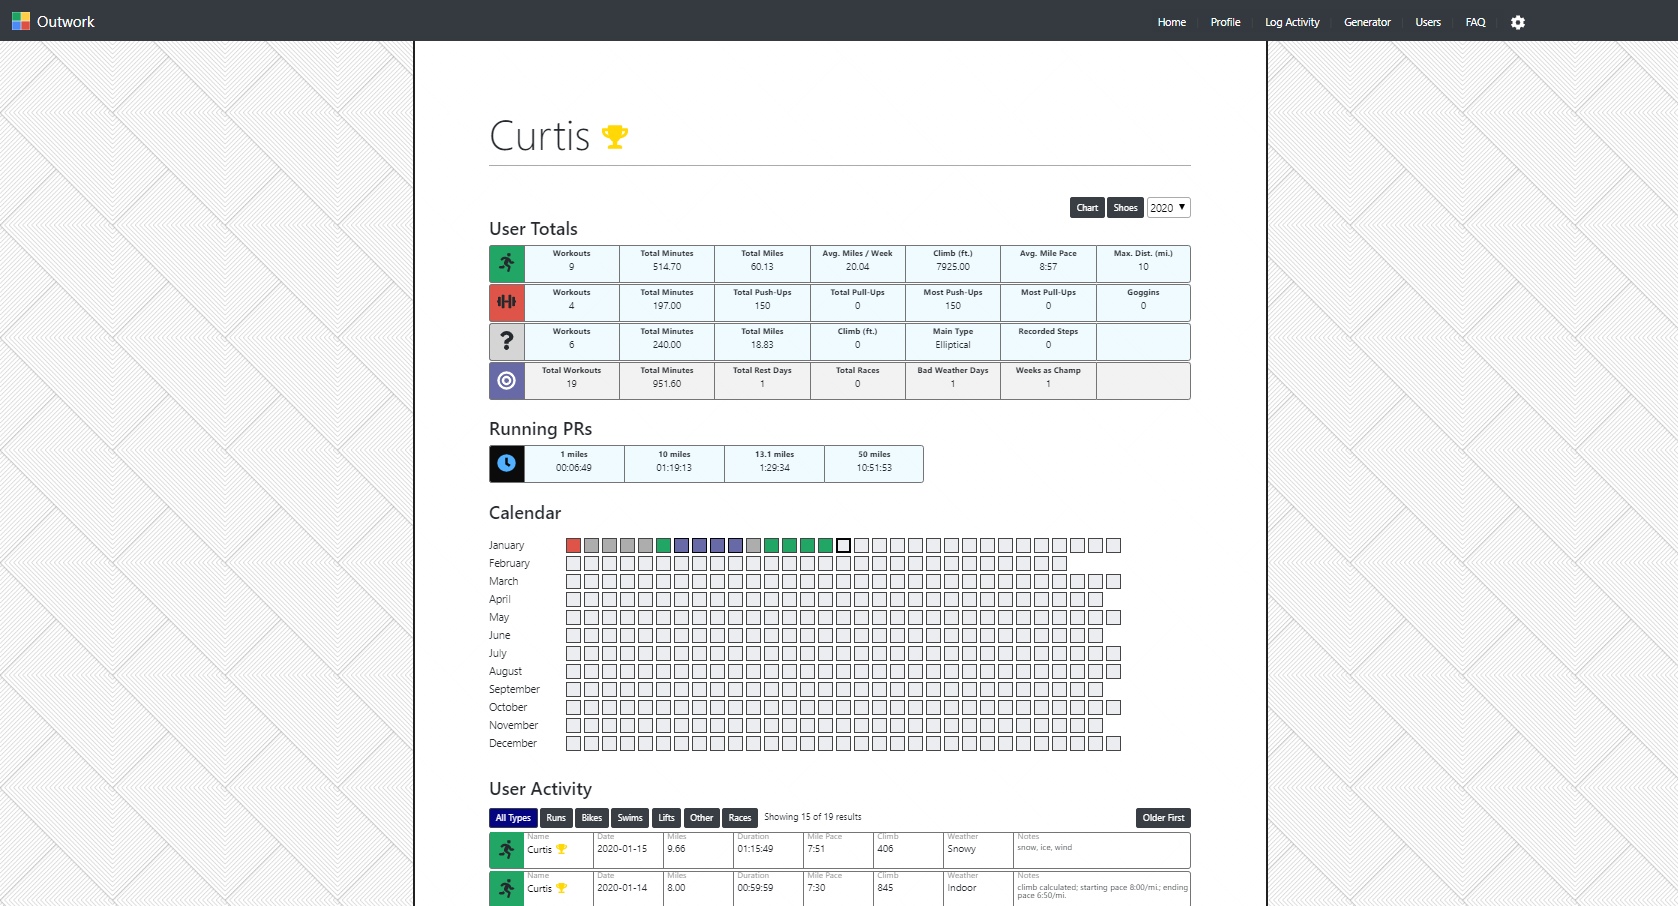 Outwork
Home Profile Log Activity Generator Users FAQ
Curtis
Chart Shoes 2020
User Totals
Workouts Total Minutes Total Miles Avg. Miles / Week Climb (ft.) Avg. Mile Pace Max. Dist. (mi.)
9 514.70 60.13 20.04 7925.00 8:57 10
Workouts Total Minutes Total Push-Ups Total Pull-Ups Most Push-Ups Most Pull-Ups Goggins
4 197.00 150 0 150 0 0
Workouts Total Minutes Total Miles Climb (ft.) Main Type Recorded Steps
6 240.00 18.83 0 Elliptical 0
Total Workouts Total Minutes Total Rest Days Total Races Bad Weather Days Weeks as Champ
19 951.60 1 0 1 1
Running PRs
1 miles 10 miles 13.1 miles 50 miles
00:06:49 01:19:13 1:29:34 10:51:53
Calendar
January
February
March
April
May
June
July
August
September
October
November
December
User Activity
All Types Runs Bikes Swims Lifts Other Races Showing 15 of 19 results Older First
Name Date Miles Duration Mile Pace Climb Weather Notes
Curtis 2020-01-15 9.66 01:15:49 7:51 406 Snowy snow, ice, wind
Name Date Miles Duration Mile Pace Climb Weather Notes
Curtis 2020-01-14 8.00 00:59:59 7:30 845 Indoor climb calculated; starting pace 8:00/mi.; ending
pace 6:50/mi.